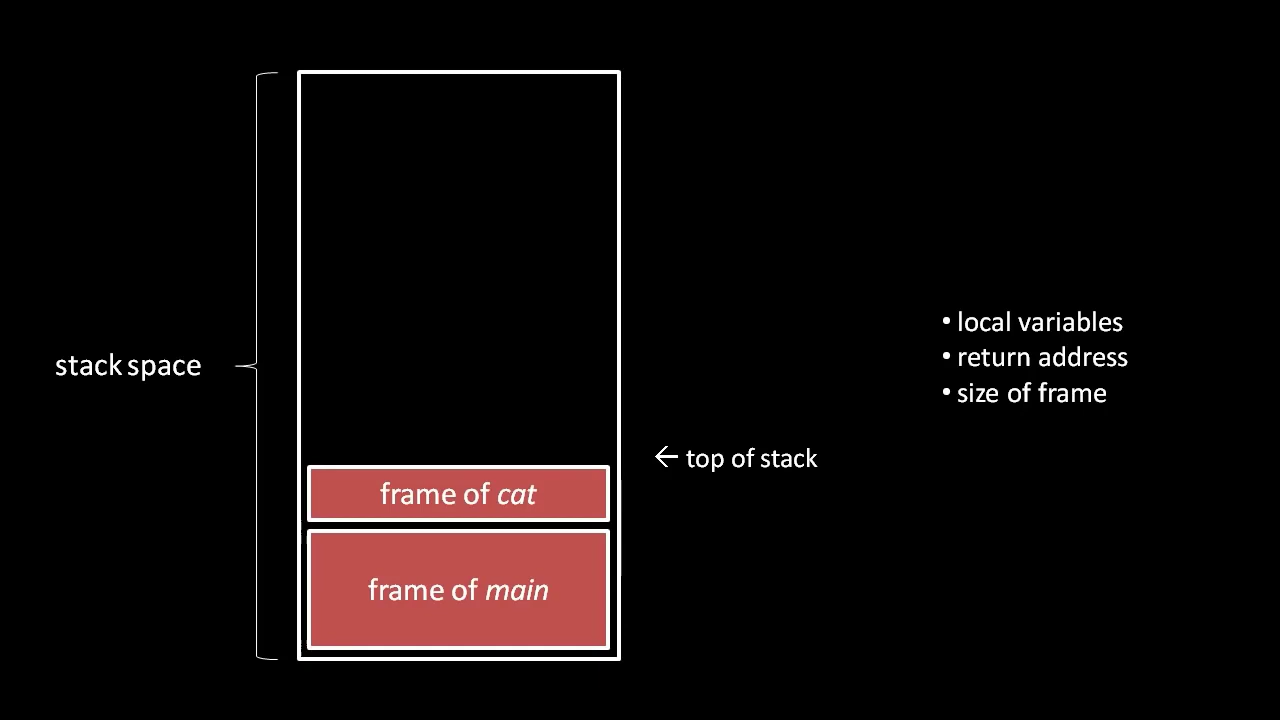 stack space
frame of cat
frame of main
← top of stack
• local variables
• return address
• size of frame